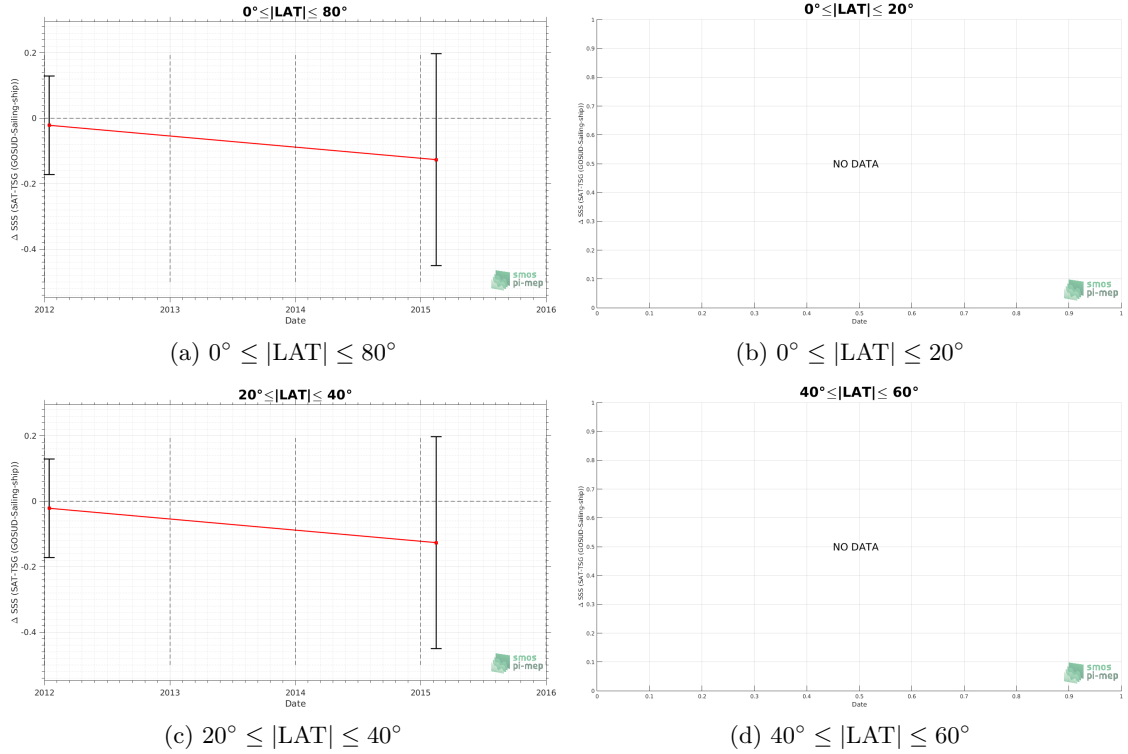 0°≤|LAT|≤ 80°
Δ SSS (SAT-TSG (GOSUD-Sailing-ship))
0.2
0
-0.2
-0.4
2012 2013 2014 2015 2016
Date
smos
pi-mep
(a) 0° ≤ |LAT| ≤ 80°
0°≤|LAT|≤ 20°
Δ SSS (SAT-TSG (GOSUD-Sailing-ship))
1
0.9
0.8
0.7
0.6
0.5
0.4
0.3
0.2
0.1
0
NO DATA
0 0.1 0.2 0.3 0.4 0.5 0.6 0.7 0.8 0.9 1
Date
smos
pi-mep
(b) 0° ≤ |LAT| ≤ 20°
20°≤|LAT|≤ 40°
Δ SSS (SAT-TSG (GOSUD-Sailing-ship))
0.2
0
-0.2
-0.4
2012 2013 2014 2015 2016
Date
smos
pi-mep
(c) 20° ≤ |LAT| ≤ 40°
40°≤|LAT|≤ 60°
Δ SSS (SAT-TSG (GOSUD-Sailing-ship))
1
0.9
0.8
0.7
0.6
0.5
0.4
0.3
0.2
0.1
0
NO DATA
0 0.1 0.2 0.3 0.4 0.5 0.6 0.7 0.8 0.9 1
Date
smos
pi-mep
(d) 40° ≤ |LAT| ≤ 60°